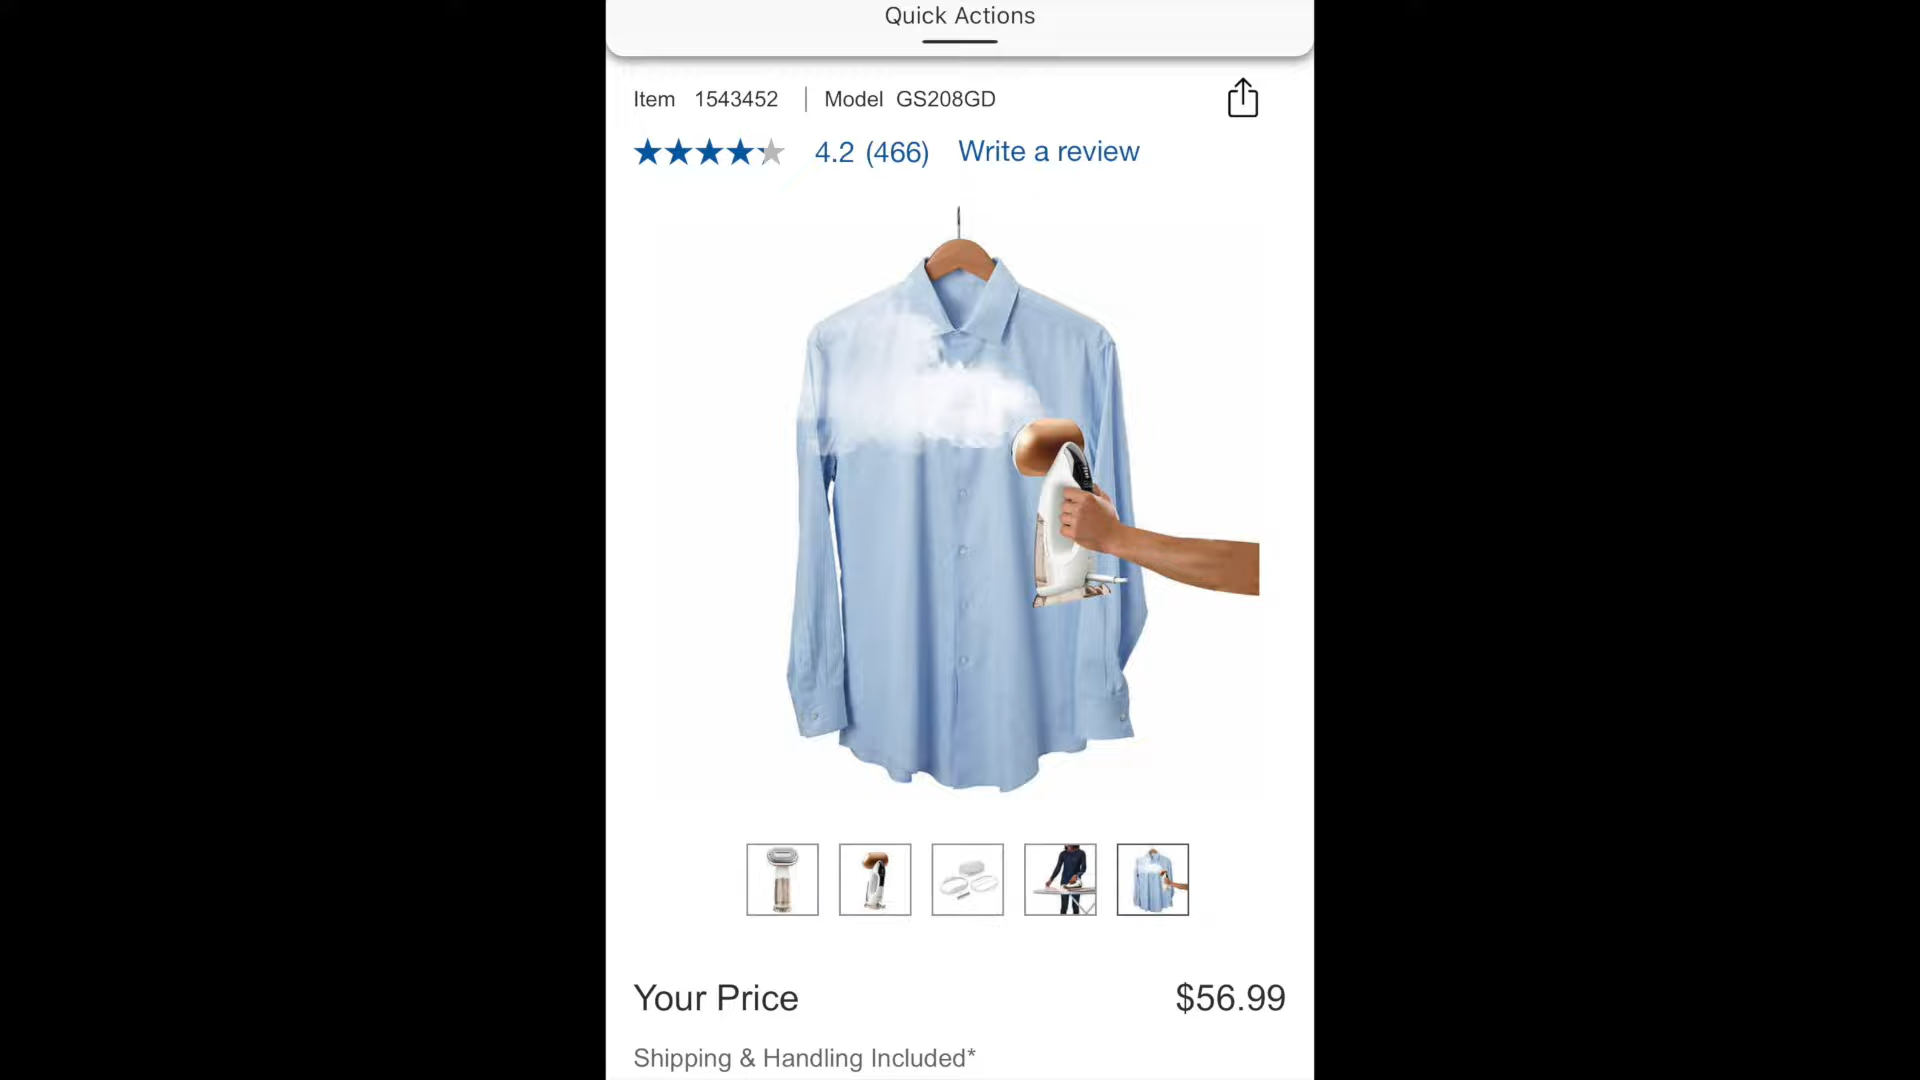 Quick Actions
Item 1543452 | Model GS208GD
4.2 (466) Write a review
Your Price $56.99
Shipping & Handling Included*